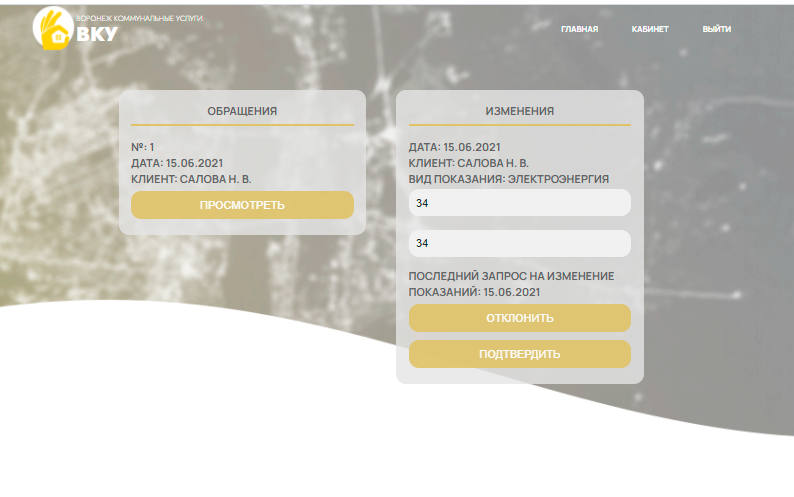 ВОРОНЕЖ КОММУНАЛЬНЫЕ УСЛУГИ
ВКУ
ГЛАВНАЯ
КАБИНЕТ
ВЫЙТИ
ОБРАЩЕНИЯ
№: 1
ДАТА: 15.06.2021
КЛИЕНТ: САЛОВА Н. В.
ПРОСМОТРЕТЬ
ИЗМЕНЕНИЯ
ДАТА: 15.06.2021
КЛИЕНТ: САЛОВА Н. В.
ВИД ПОКАЗАНИЯ: ЭЛЕКТРОЭНЕРГИЯ
34
34
ПОСЛЕДНИЙ ЗАПРОС НА ИЗМЕНЕНИЕ
ПОКАЗАНИЙ: 15.06.2021
ОТКЛОНИТЬ
ПОДТВЕРДИТЬ